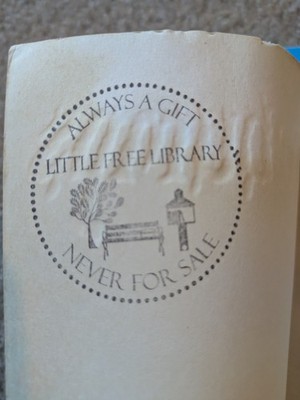 ALWAYS A GIFT
LITTLE FREE LIBRARY
NEVER FOR SALE